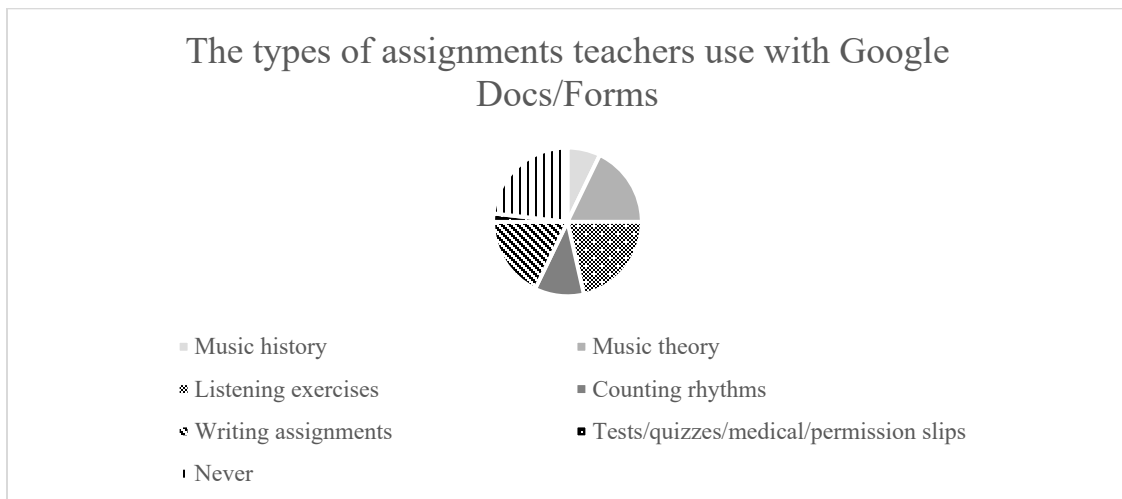 The types of assignments teachers use with Google
Docs/Forms
Music history
Music theory
Listening exercises
Counting rhythms
Writing assignments
Tests/quizzes/medical/permission slips
Never